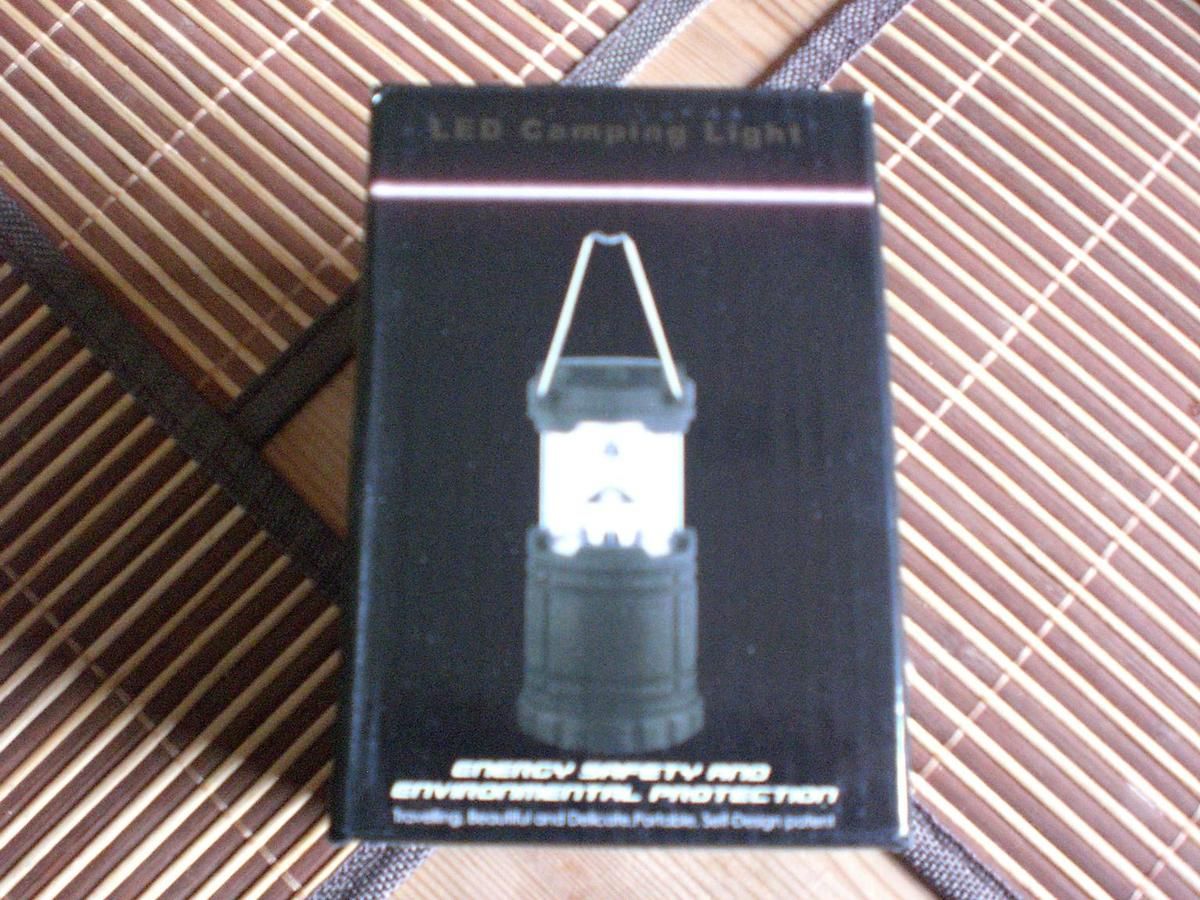 LED Camping Light
ENERGY SAFETY AND
ENVIRONMENTAL PROTECTION
Travelling, Beautiful and Delicate, Portable, Self-Design patent